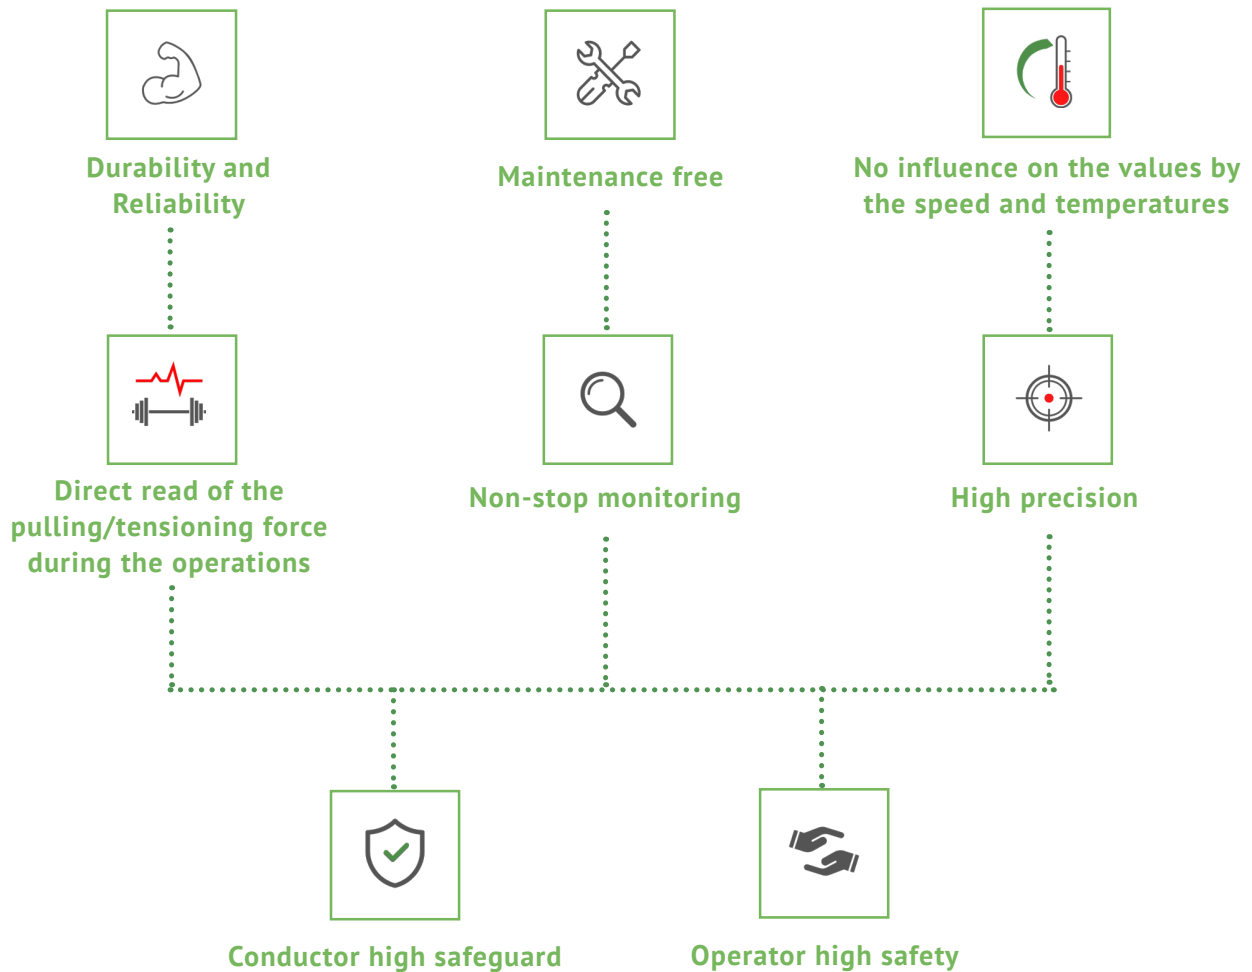 Durability and
Reliability
Maintenance free
No influence on the values by
the speed and temperatures
Direct read of the
pulling/tensioning force
during the operations
Non-stop monitoring
High precision
Conductor high safeguard
Operator high safety